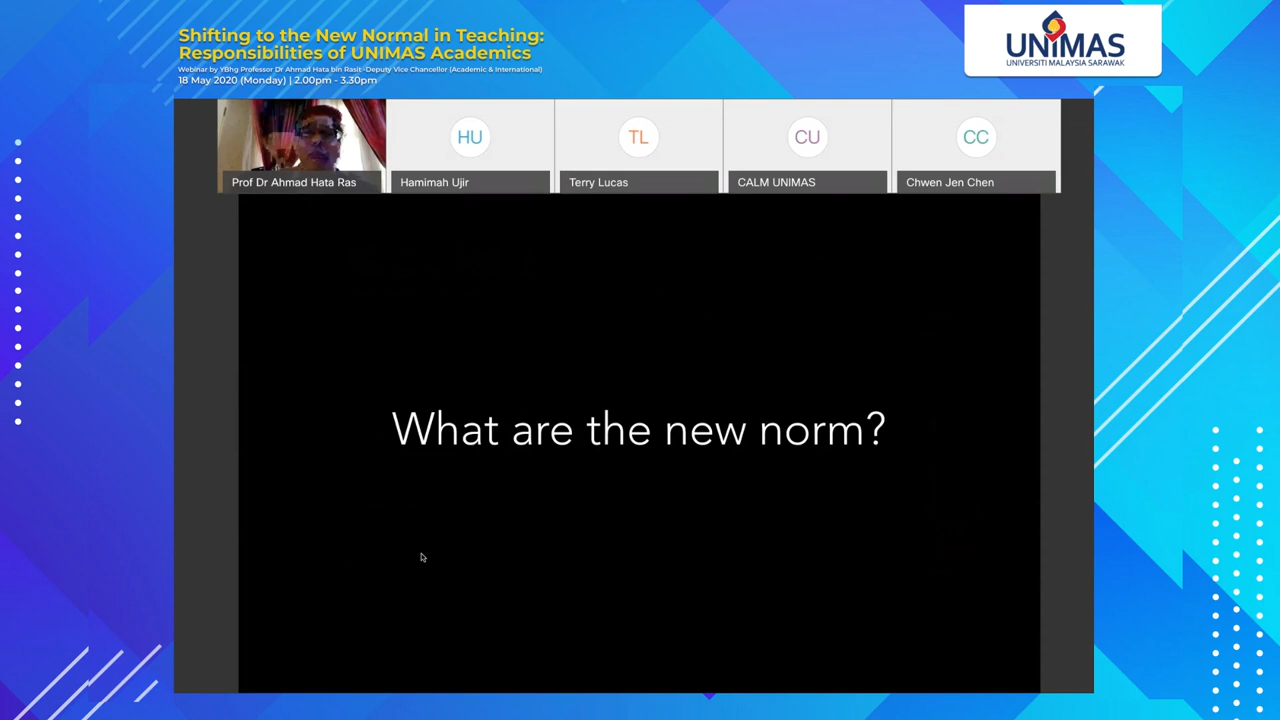 Shifting to the New Normal in Teaching:
Responsibilities of UNIMAS Academics
Webinar by YBhg Professor Dr Ahmad Hata bin Rasit -Deputy Vice Chancellor (Academic & International)
18 May 2020 (Monday) | 2.00pm - 3.30pm
UNIMAS
UNIVERSITI MALAYSIA SARAWAK
HU
TL
CU
CC
Prof Dr Ahmad Hata Ras
Hamimah Ujir
Terry Lucas
CALM UNIMAS
Chwen Jen Chen
What are the new norm?